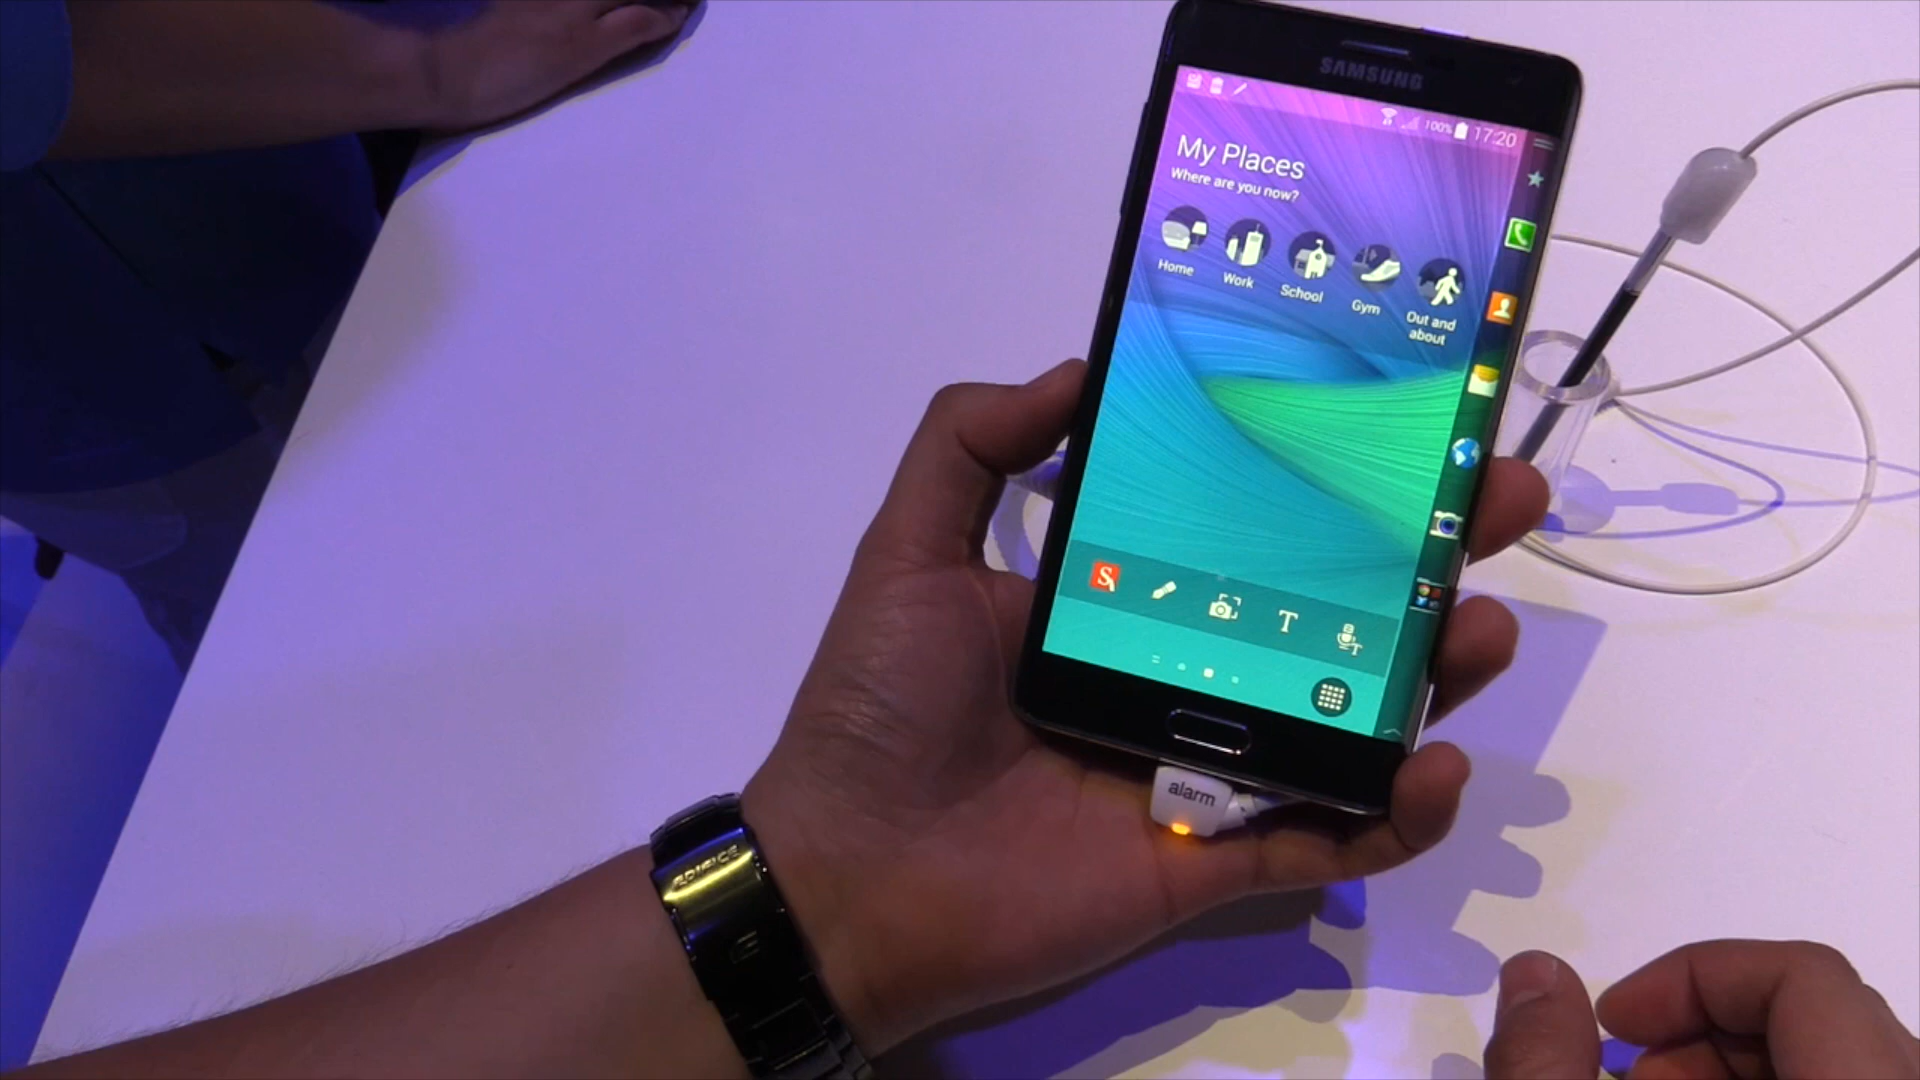 SAMSUNG
100% 17:20
My Places
Where are you now?
Home
Work
School
Gym
Out and
about
S
T
T
alarm
EDIFICE